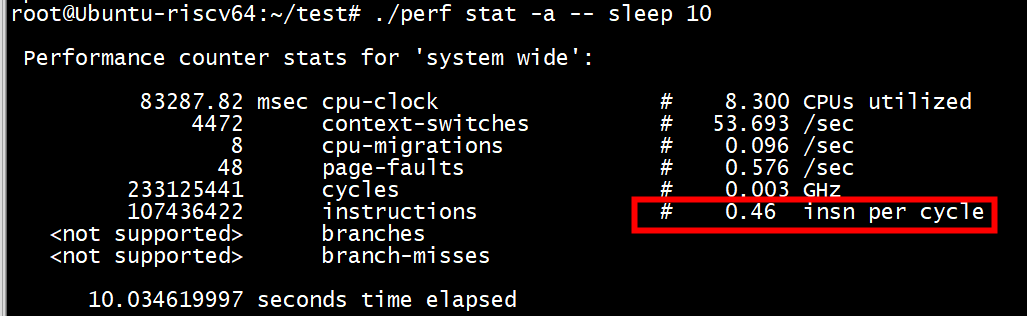 root@Ubuntu-riscv64:~/test# ./perf stat -a -- sleep 10
Performance counter stats for 'system wide':
83287.82 msec cpu-clock # 8.300 CPUs utilized
4472 context-switches # 53.693 /sec
8 cpu-migrations # 0.096 /sec
48 page-faults # 0.576 /sec
233125441 cycles # 0.003 GHz
107436422 instructions # 0.46 insn per cycle
<not supported> branches
<not supported> branch-misses
10.034619997 seconds time elapsed